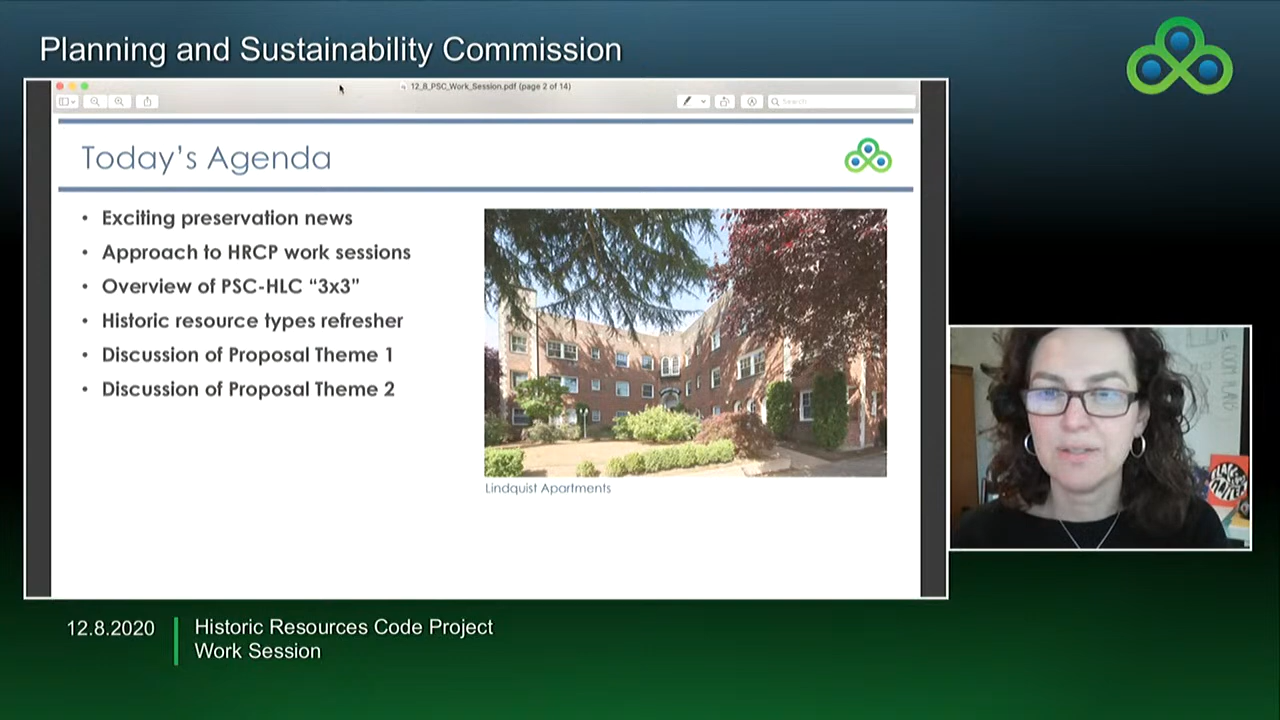 Planning and Sustainability Commission
12_8_PSC_Work_Session.pdf (page 2 of 14)
Search
Today's Agenda
• Exciting preservation news
• Approach to HRCP work sessions
• Overview of PSC-HLC “3x3”
• Historic resource types refresher
• Discussion of Proposal Theme 1
• Discussion of Proposal Theme 2
Lindquist Apartments
12.8.2020
Historic Resources Code Project
Work Session